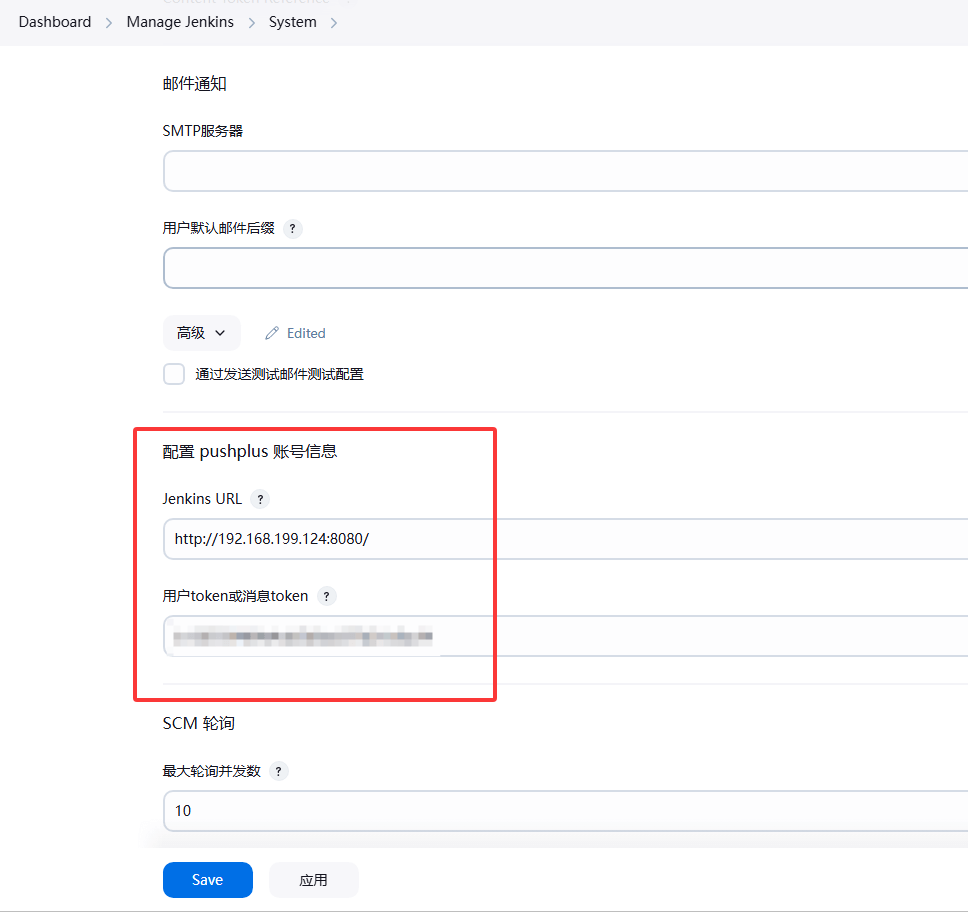 Dashboard > Manage Jenkins > System >
邮件通知
SMTP服务器
用户默认邮件后缀 ?
高级 Edited
通过发送测试邮件测试配置
配置 pushplus 账号信息
Jenkins URL ?
http://192.168.199.124:8080/
用户token或消息token ?
SCM 轮询
最大轮询并发数 ?
10
Save 应用